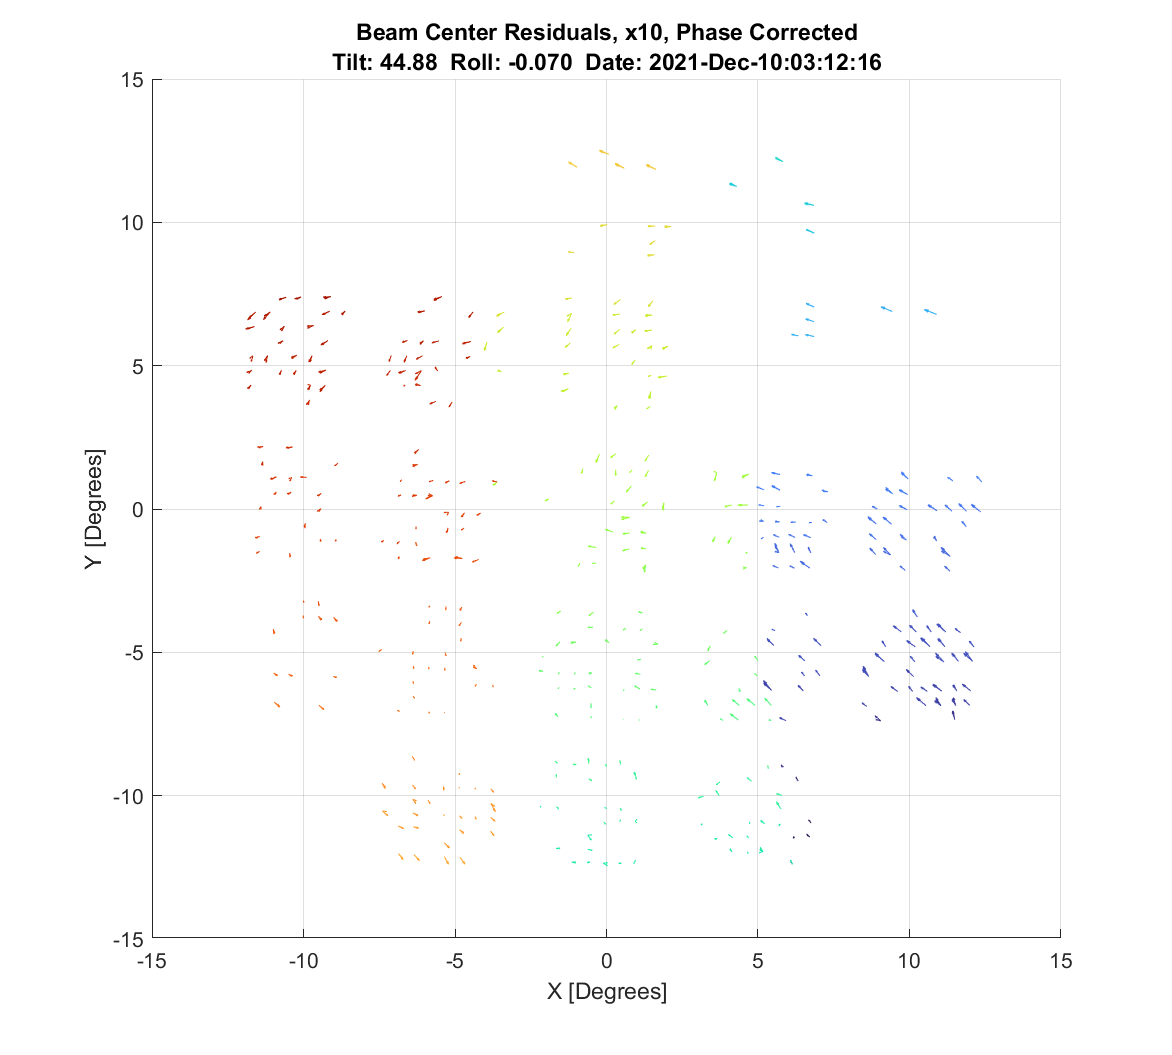 Beam Center Residuals, x10, Phase Corrected
Tilt: 44.88  Roll: -0.070  Date: 2021-Dec-10:03:12:16
15
10
5
0
-5
-10
-15
Y [Degrees]
-15 -10 -5 0 5 10 15
X [Degrees]